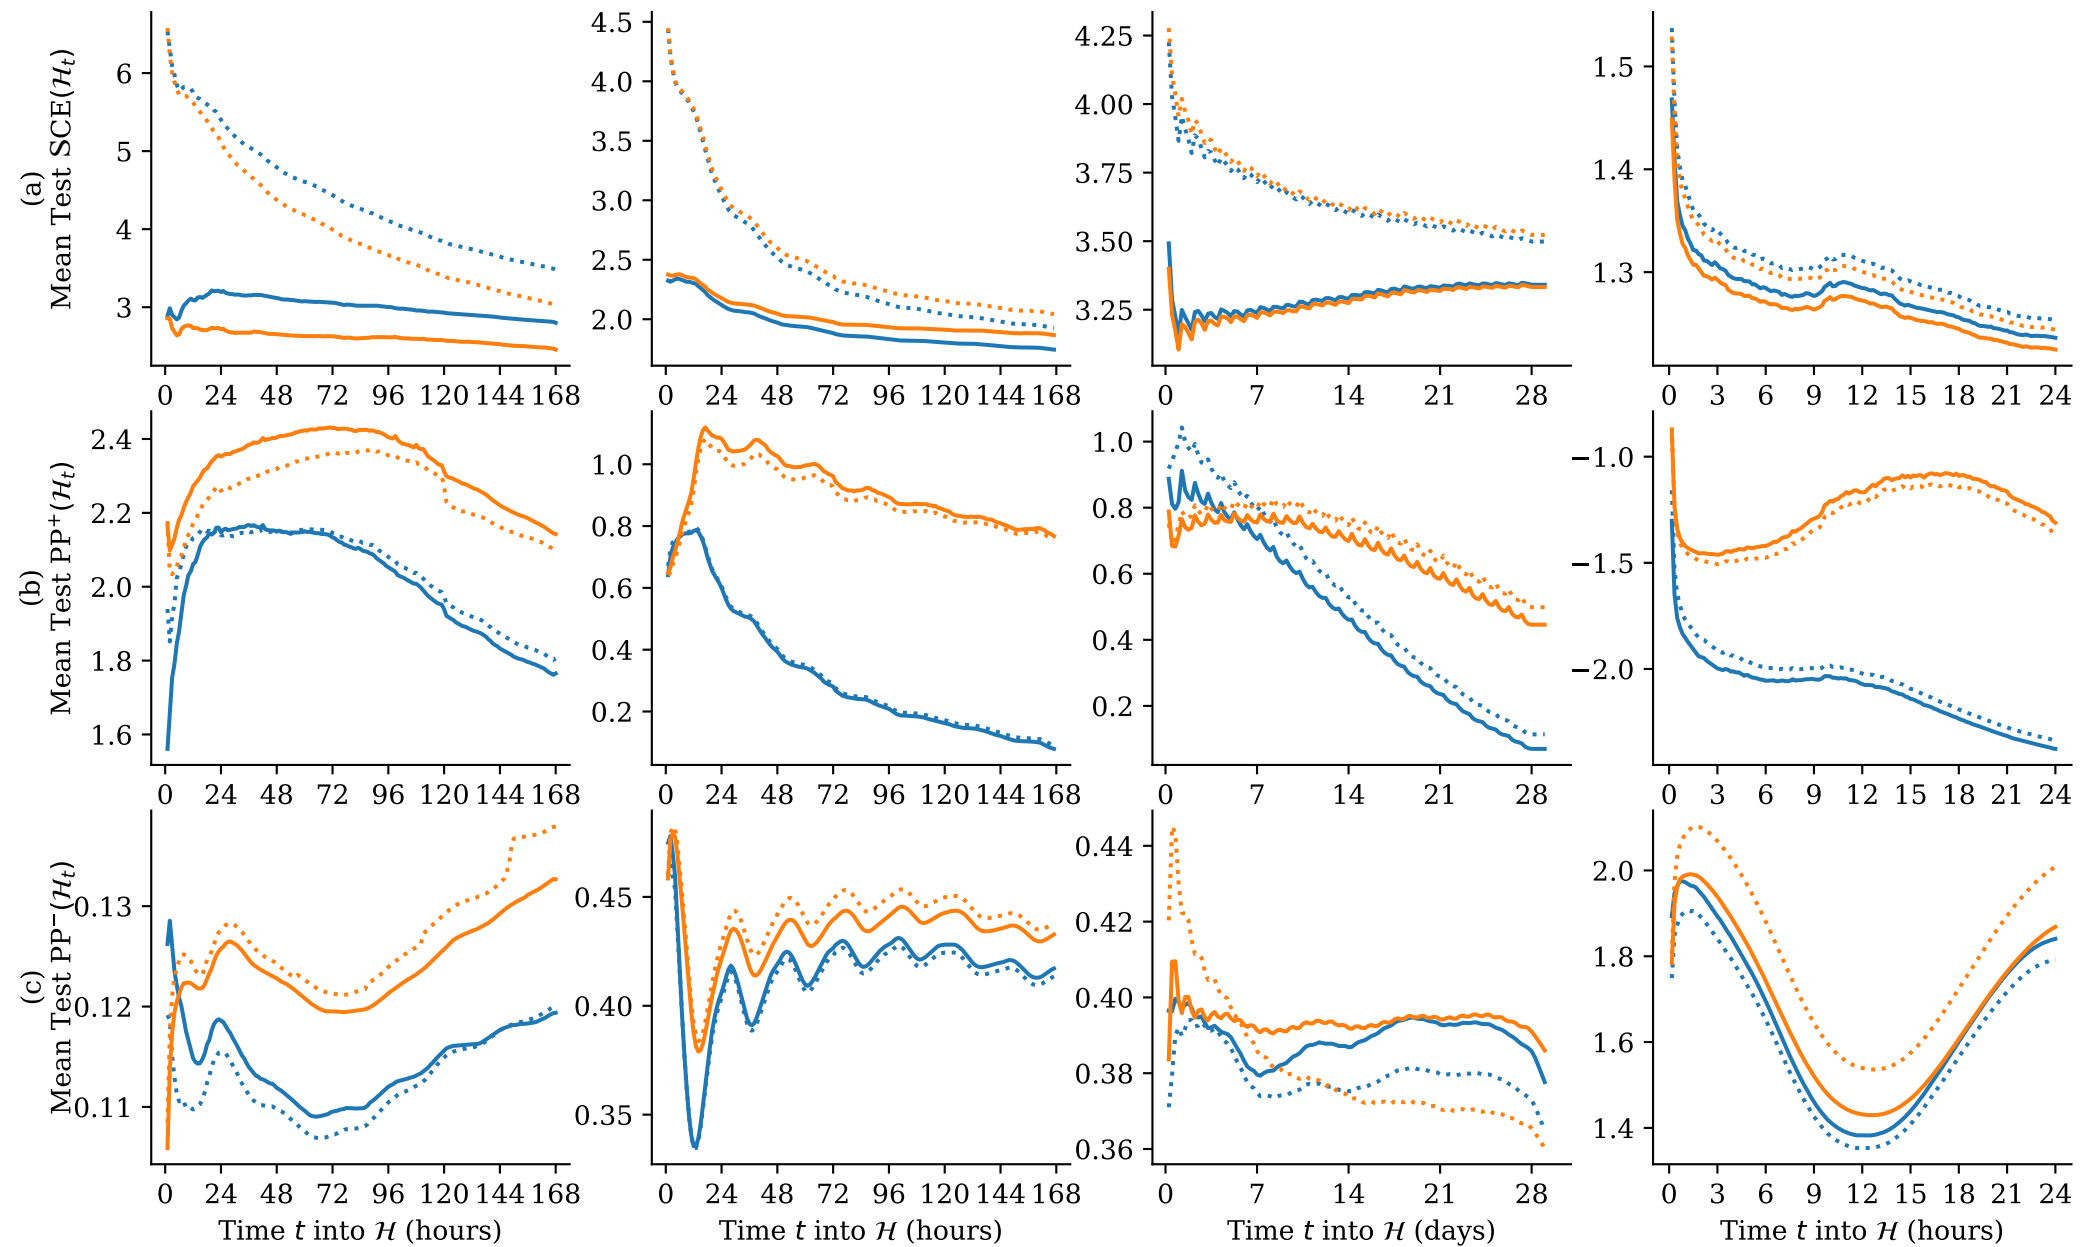 (a)
Mean Test SCE(ℋt)
6
5
4
3
0 24 48 72 96 120 144 168
4.5
4.0
3.5
3.0
2.5
2.0
0 24 48 72 96 120 144 168
4.25
4.00
3.75
3.50
3.25
0 7 14 21 28
1.5
1.4
1.3
0 3 6 9 12 15 18 21 24
(b)
Mean Test PP⁺(ℋt)
2.4
2.2
2.0
1.8
1.6
0 24 48 72 96 120 144 168
1.0
0.8
0.6
0.4
0.2
0 24 48 72 96 120 144 168
1.0
0.8
0.6
0.4
0.2
0 7 14 21 28
−1.0
−1.5
−2.0
0 3 6 9 12 15 18 21 24
(c)
Mean Test PP⁻(ℋt)
0.13
0.12
0.11
0 24 48 72 96 120 144 168
Time t into ℋ (hours)
0.45
0.40
0.35
0 24 48 72 96 120 144 168
Time t into ℋ (hours)
0.44
0.42
0.40
0.38
0.36
0 7 14 21 28
Time t into ℋ (days)
2.0
1.8
1.6
1.4
0 3 6 9 12 15 18 21 24
Time t into ℋ (hours)